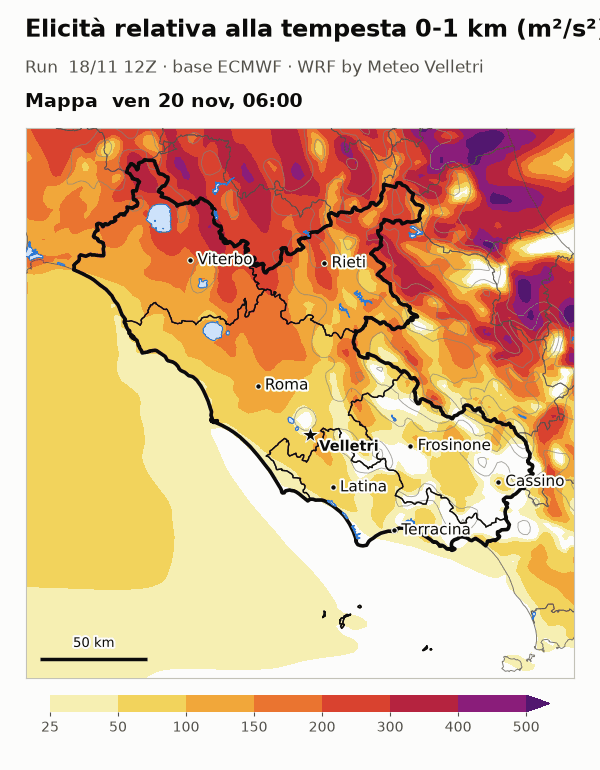 Elicità relativa alla tempesta 0-1 km (m²/s²)
Run  18/11 12Z · base ECMWF · WRF by Meteo Velletri
Mappa  ven 20 nov, 06:00
Viterbo
Rieti
Roma
Velletri
Frosinone
Latina
Cassino
Terracina
50 km
25 50 100 150 200 300 400 500